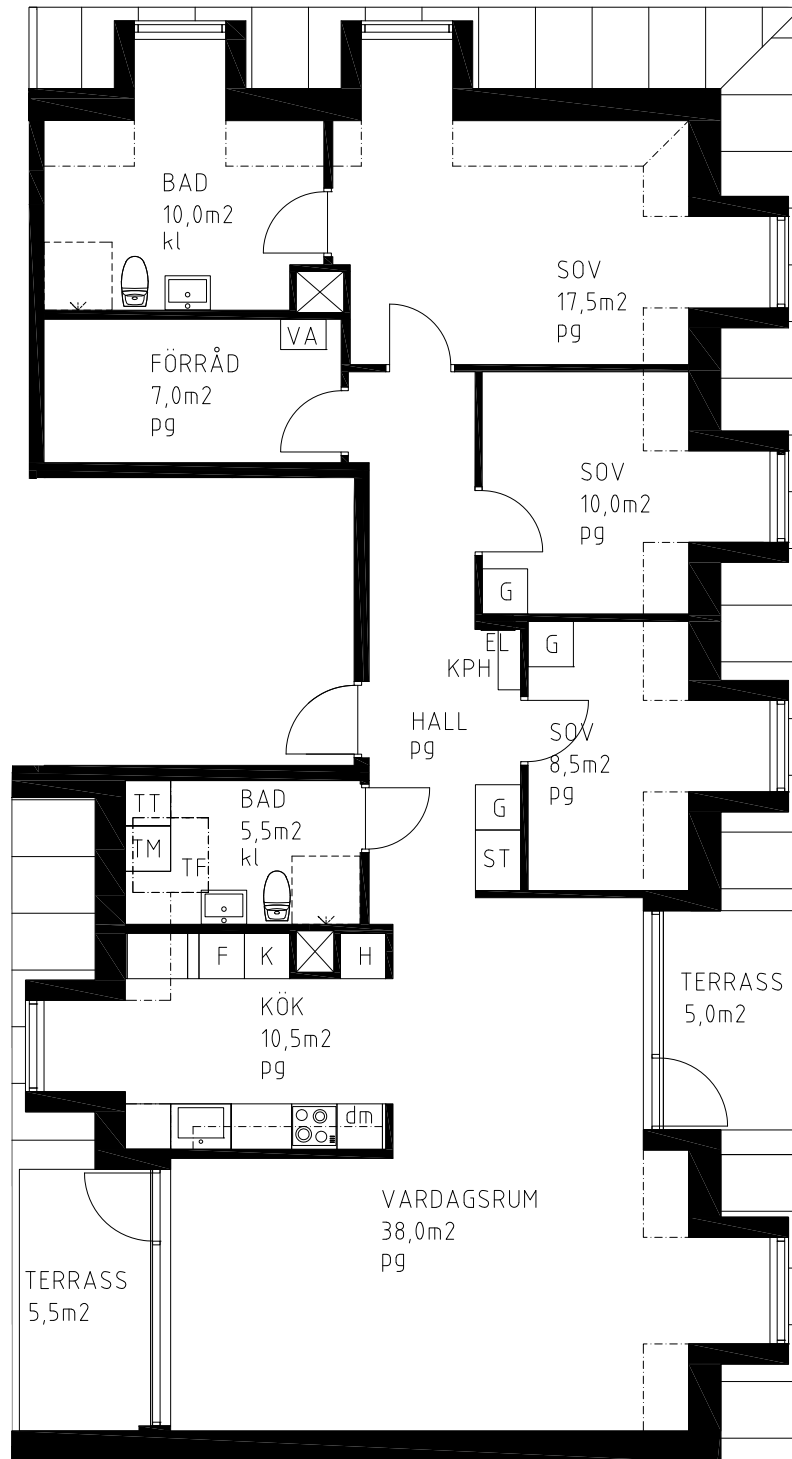 BAD
10,0m2
kl
SOV
17,5m2
pg
VA
FÖRRÅD
7,0m2
pg
SOV
10,0m2
pg
G
EL
KPH
G
HALL
pg
SOV
8,5m2
pg
TT
TM
TF
BAD
5,5m2
kl
G
ST
F
K
H
KÖK
10,5m2
pg
TERRASS
5,0m2
dm
VARDAGSRUM
38,0m2
pg
TERRASS
5,5m2